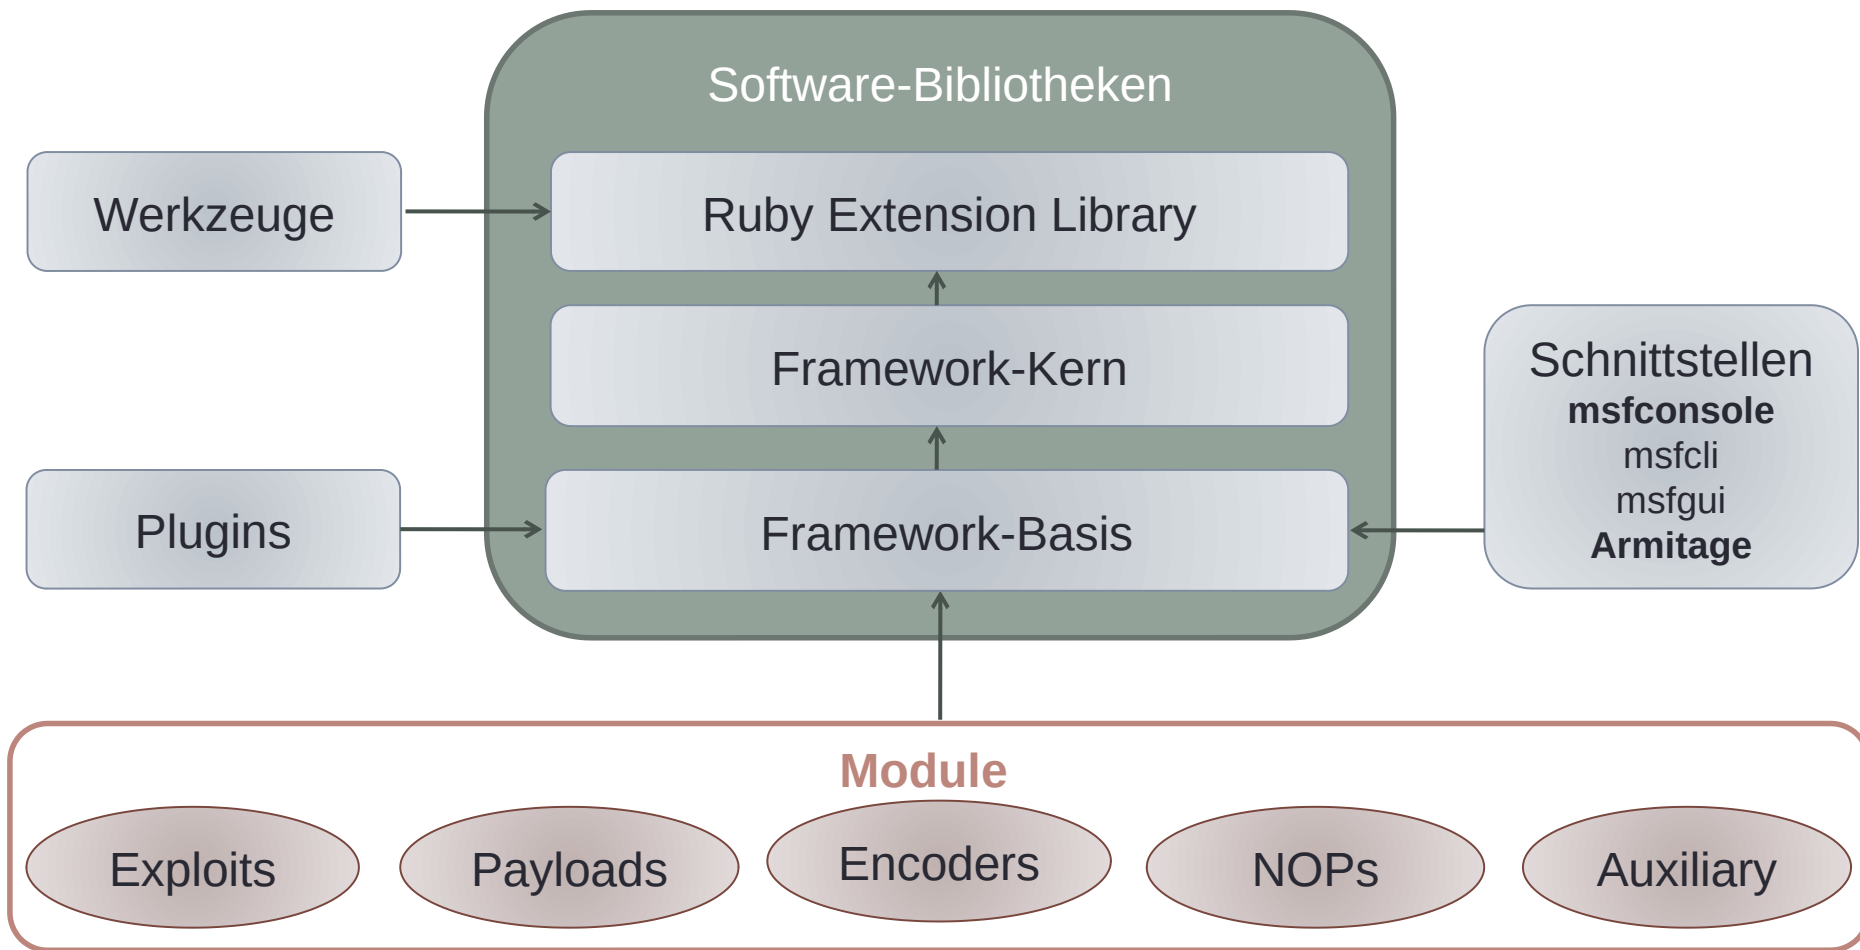 Software-Bibliotheken
Werkzeuge
Ruby Extension Library
Framework-Kern
Schnittstellen
msfconsole
msfcli
msfgui
Armitage
Plugins
Framework-Basis
Module
Exploits
Payloads
Encoders
NOPs
Auxiliary